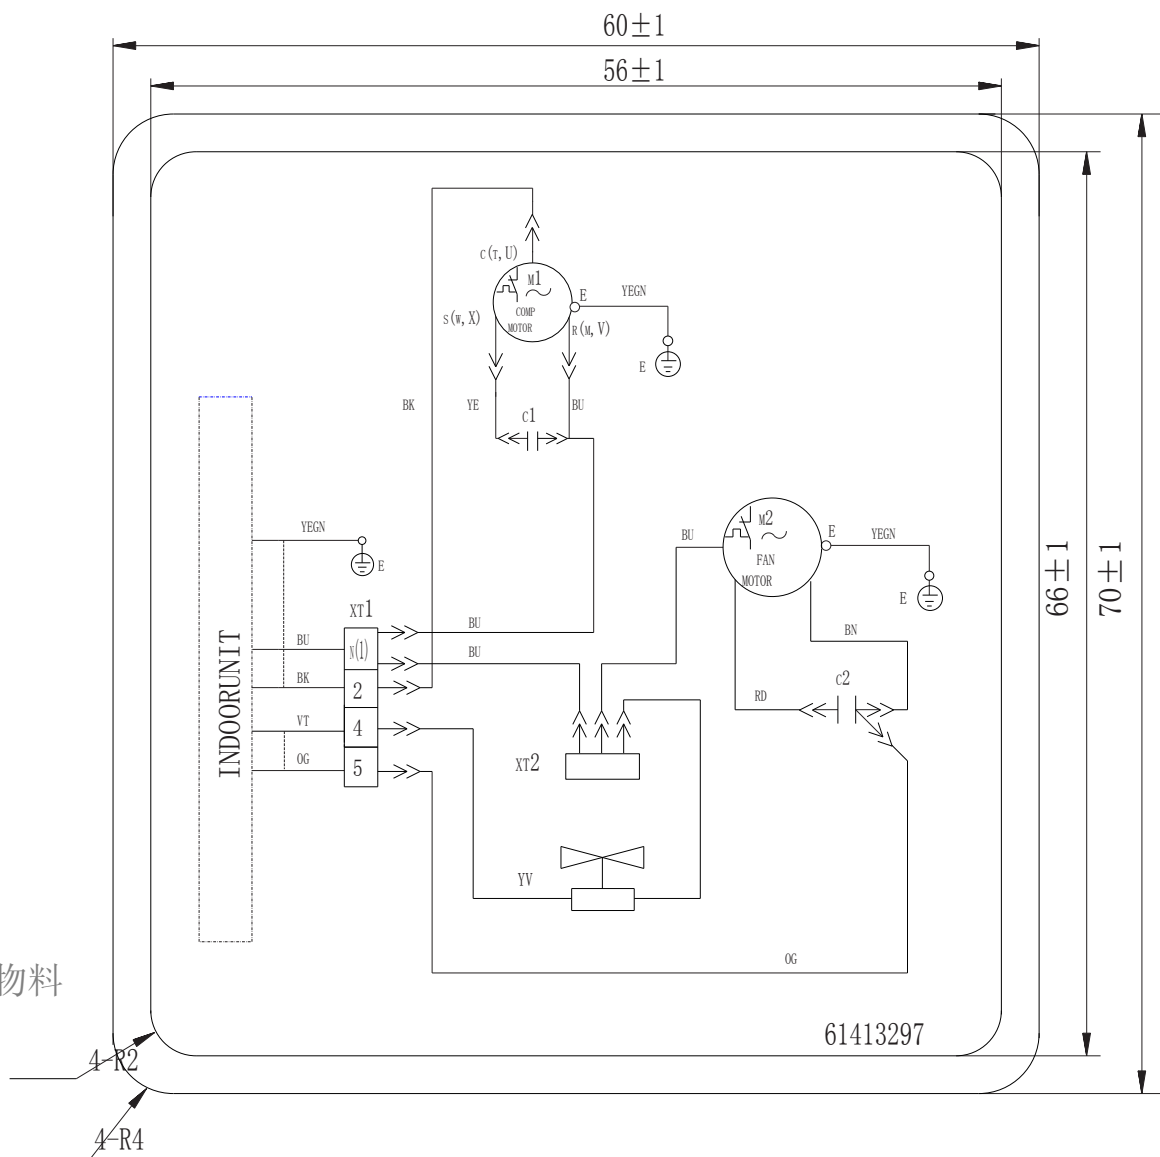 60±1
56±1
C(T, U)
M1
COMP
MOTOR
E
YEGN
S(W, X)
R(M, V)
E
BK
YE
C1
BU
YEGN
E
XT1
INDOORUNIT
BU
N(1)
BU
BU
BK
2
VT
4
OG
5
BU
M2
FAN
MOTOR
E
YEGN
E
BN
RD
C2
XT2
YV
OG
66±1
70±1
物料
61413297
4-R2
4-R4